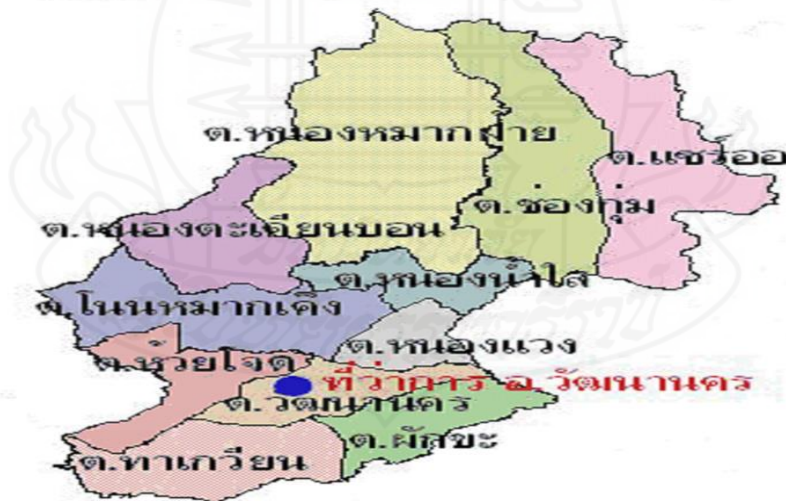 ต.หนองหมากฝ้าย
ต.แซร์ออ
ต.ช่องกุ่ม
ต.หนองตะเคียนบอน
ต.หนองน้ำใส
ต.โนนหมากเค็ง
ต.หนองแวง
ต.ห้วยโจด
ที่ว่าการ อ.วัฒนานคร
ต.วัฒนานคร
ต.ผักขะ
ต.ท่าเกวียน